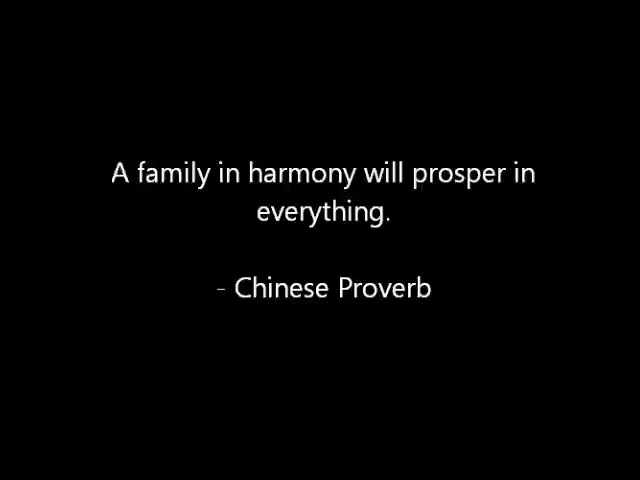 A family in harmony will prosper in
everything.
- Chinese Proverb